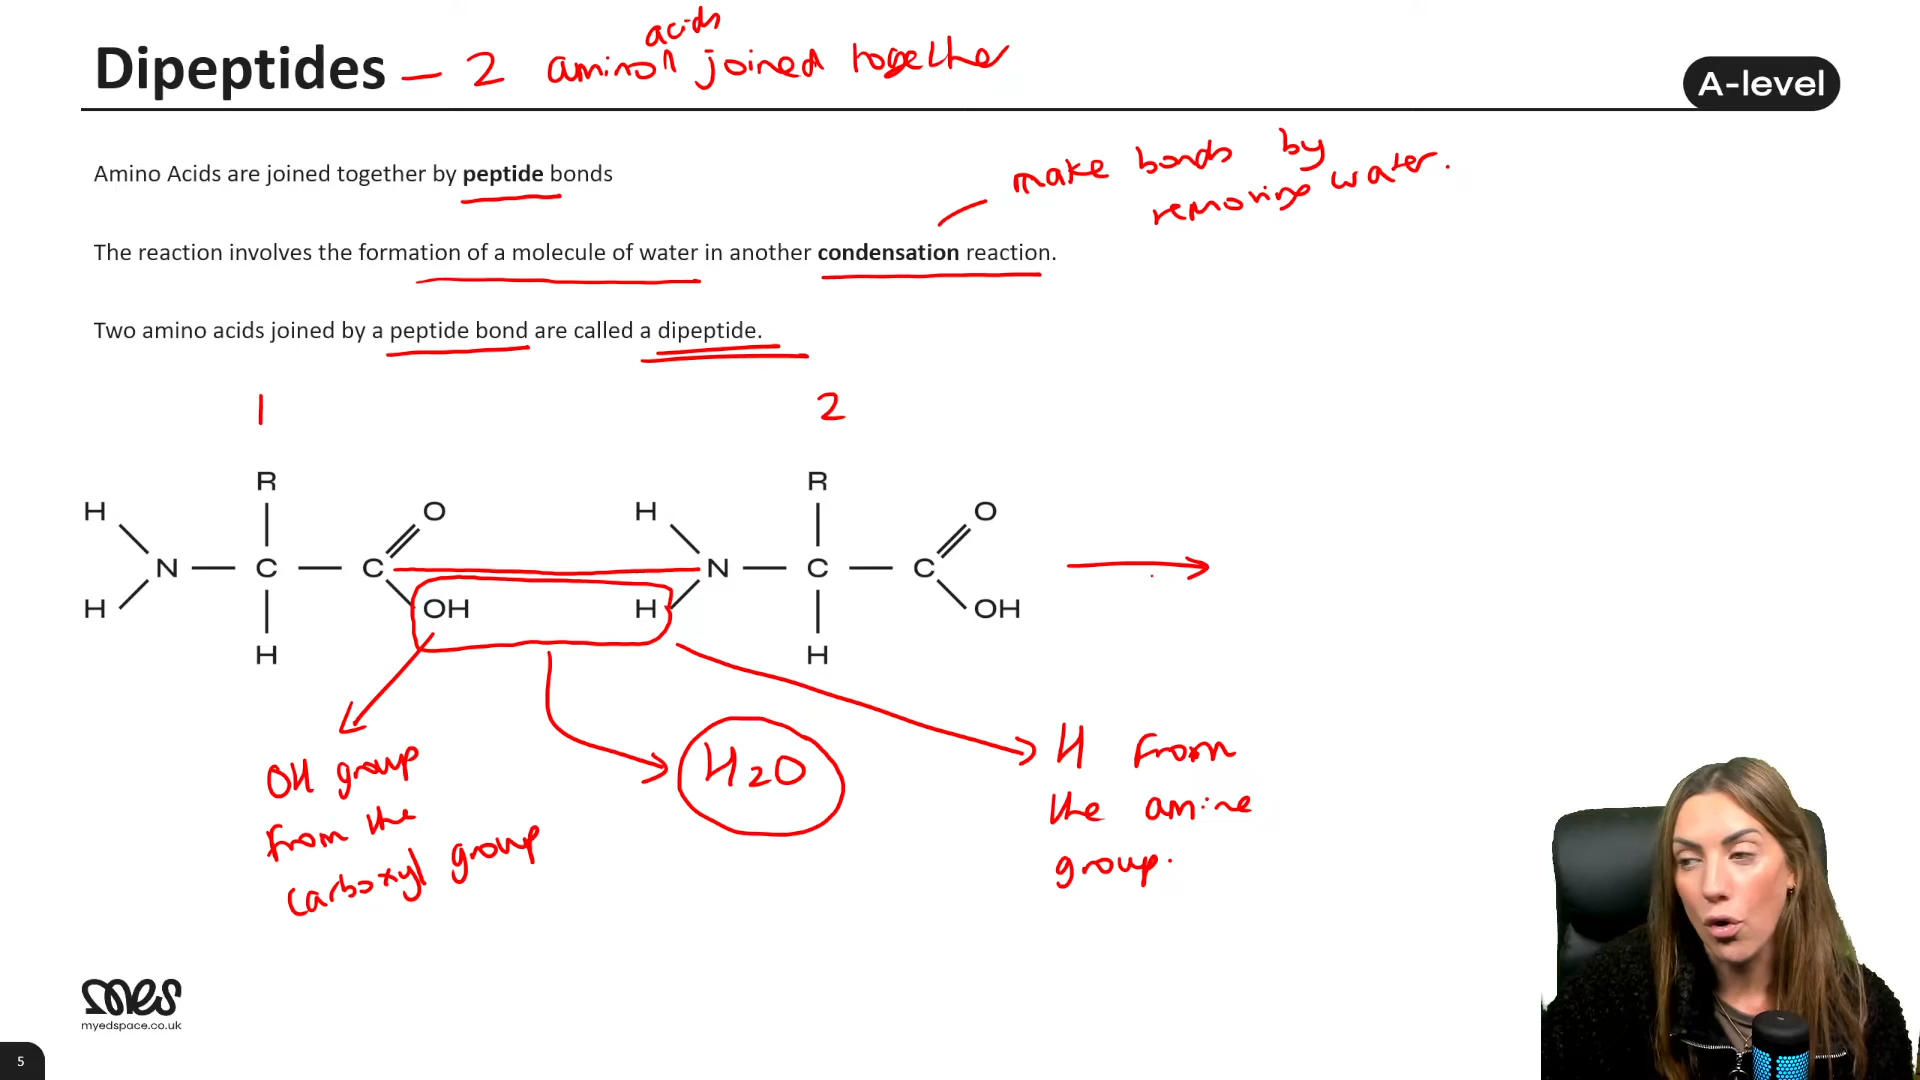 Dipeptides – 2 amino acids joined together
A-level
Amino Acids are joined together by peptide bonds
make bonds by
removing water.
The reaction involves the formation of a molecule of water in another condensation reaction.
Two amino acids joined by a peptide bond are called a dipeptide.
1 2
R R
H O H O
N C C N C C
H OH H OH
H H
OH group
from the
carboxyl group
H2O
H from
the amine
group.
mes
myedspace.co.uk
5